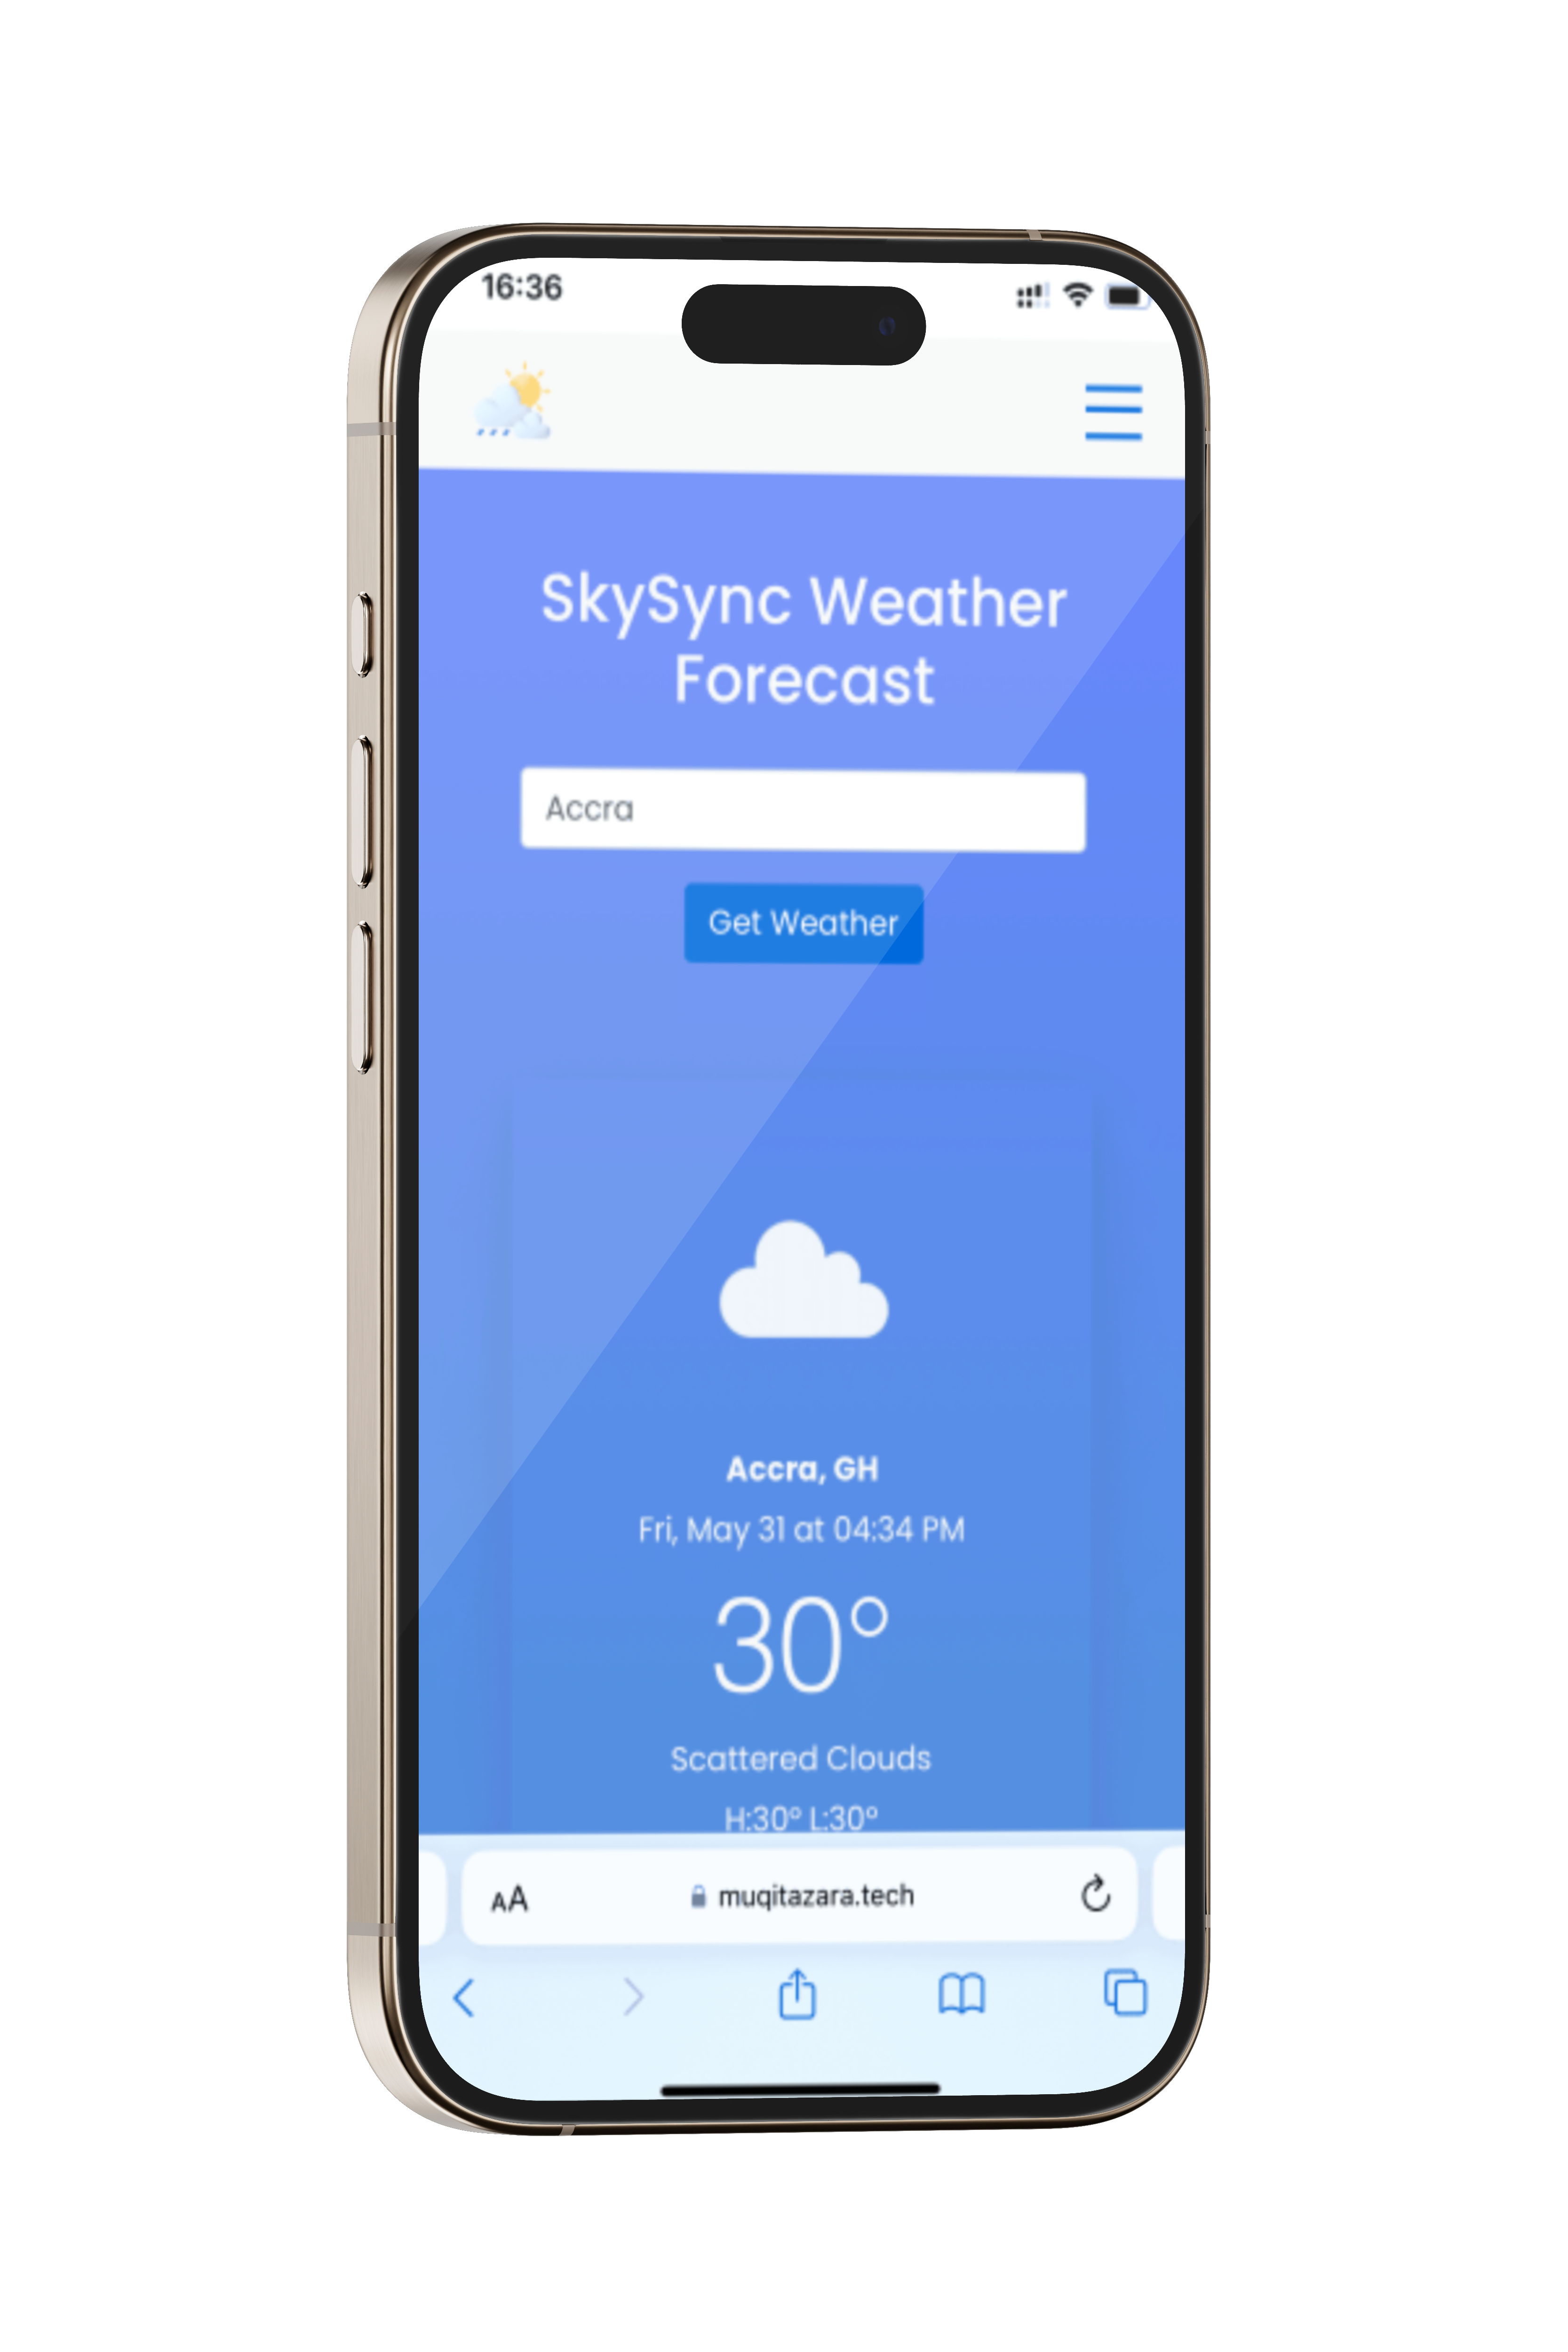 16:36
SkySync Weather
Forecast
Accra
Get Weather
Accra, GH
Fri, May 31 at 04:34 PM
30°
Scattered Clouds
H:30° L:30°
AA muqitazara.tech